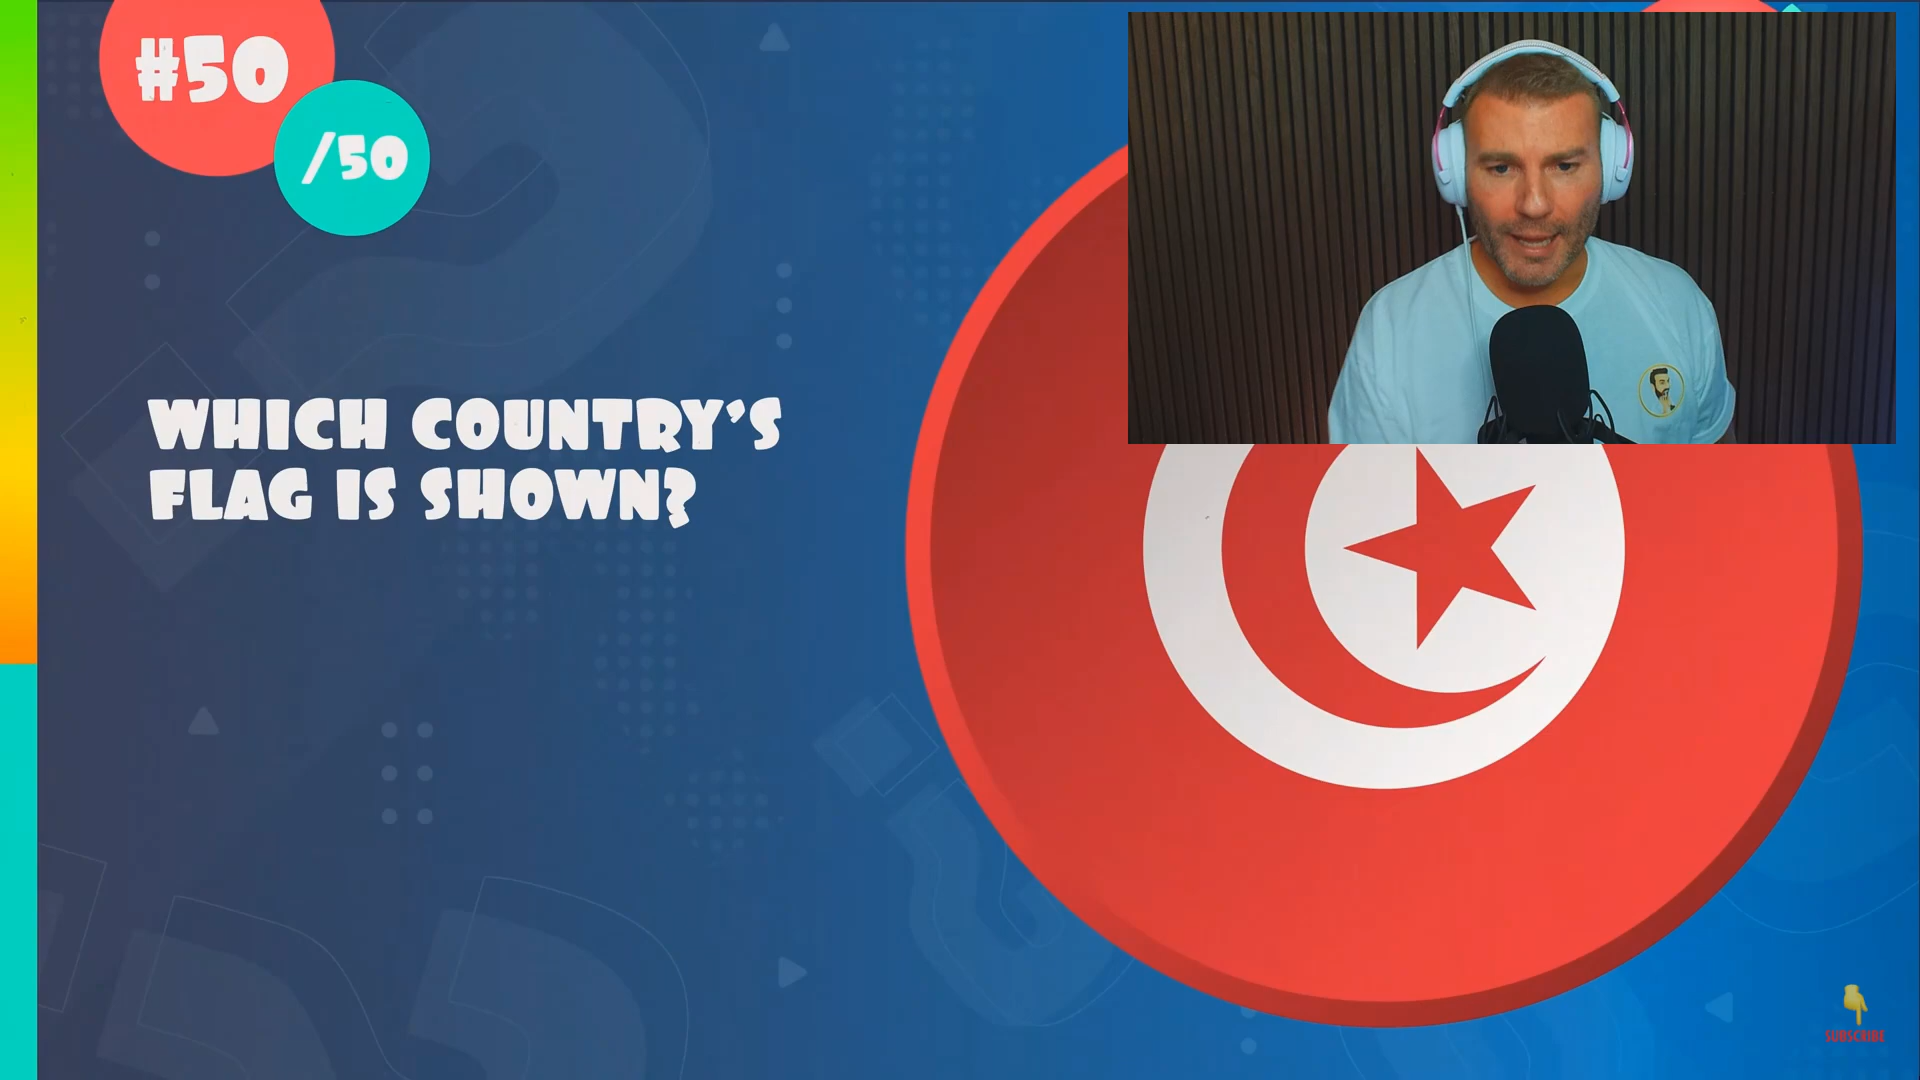 #50
/50
WHICH COUNTRY'S
FLAG IS SHOWN?
SUBSCRIBE